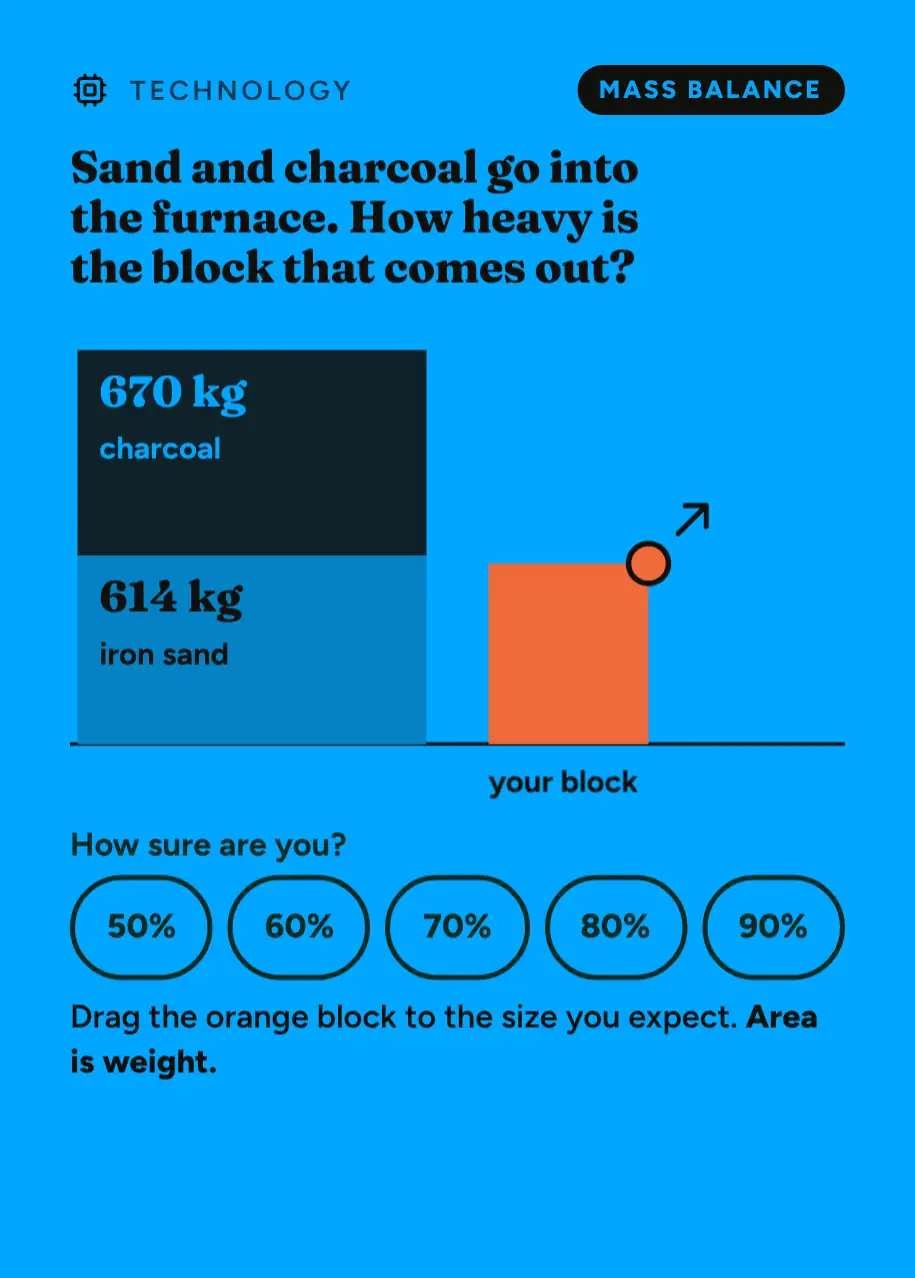 TECHNOLOGY
MASS BALANCE
Sand and charcoal go into
the furnace. How heavy is
the block that comes out?
670 kg
charcoal
614 kg
iron sand
your block
How sure are you?
50%
60%
70%
80%
90%
Drag the orange block to the size you expect. Area
is weight.